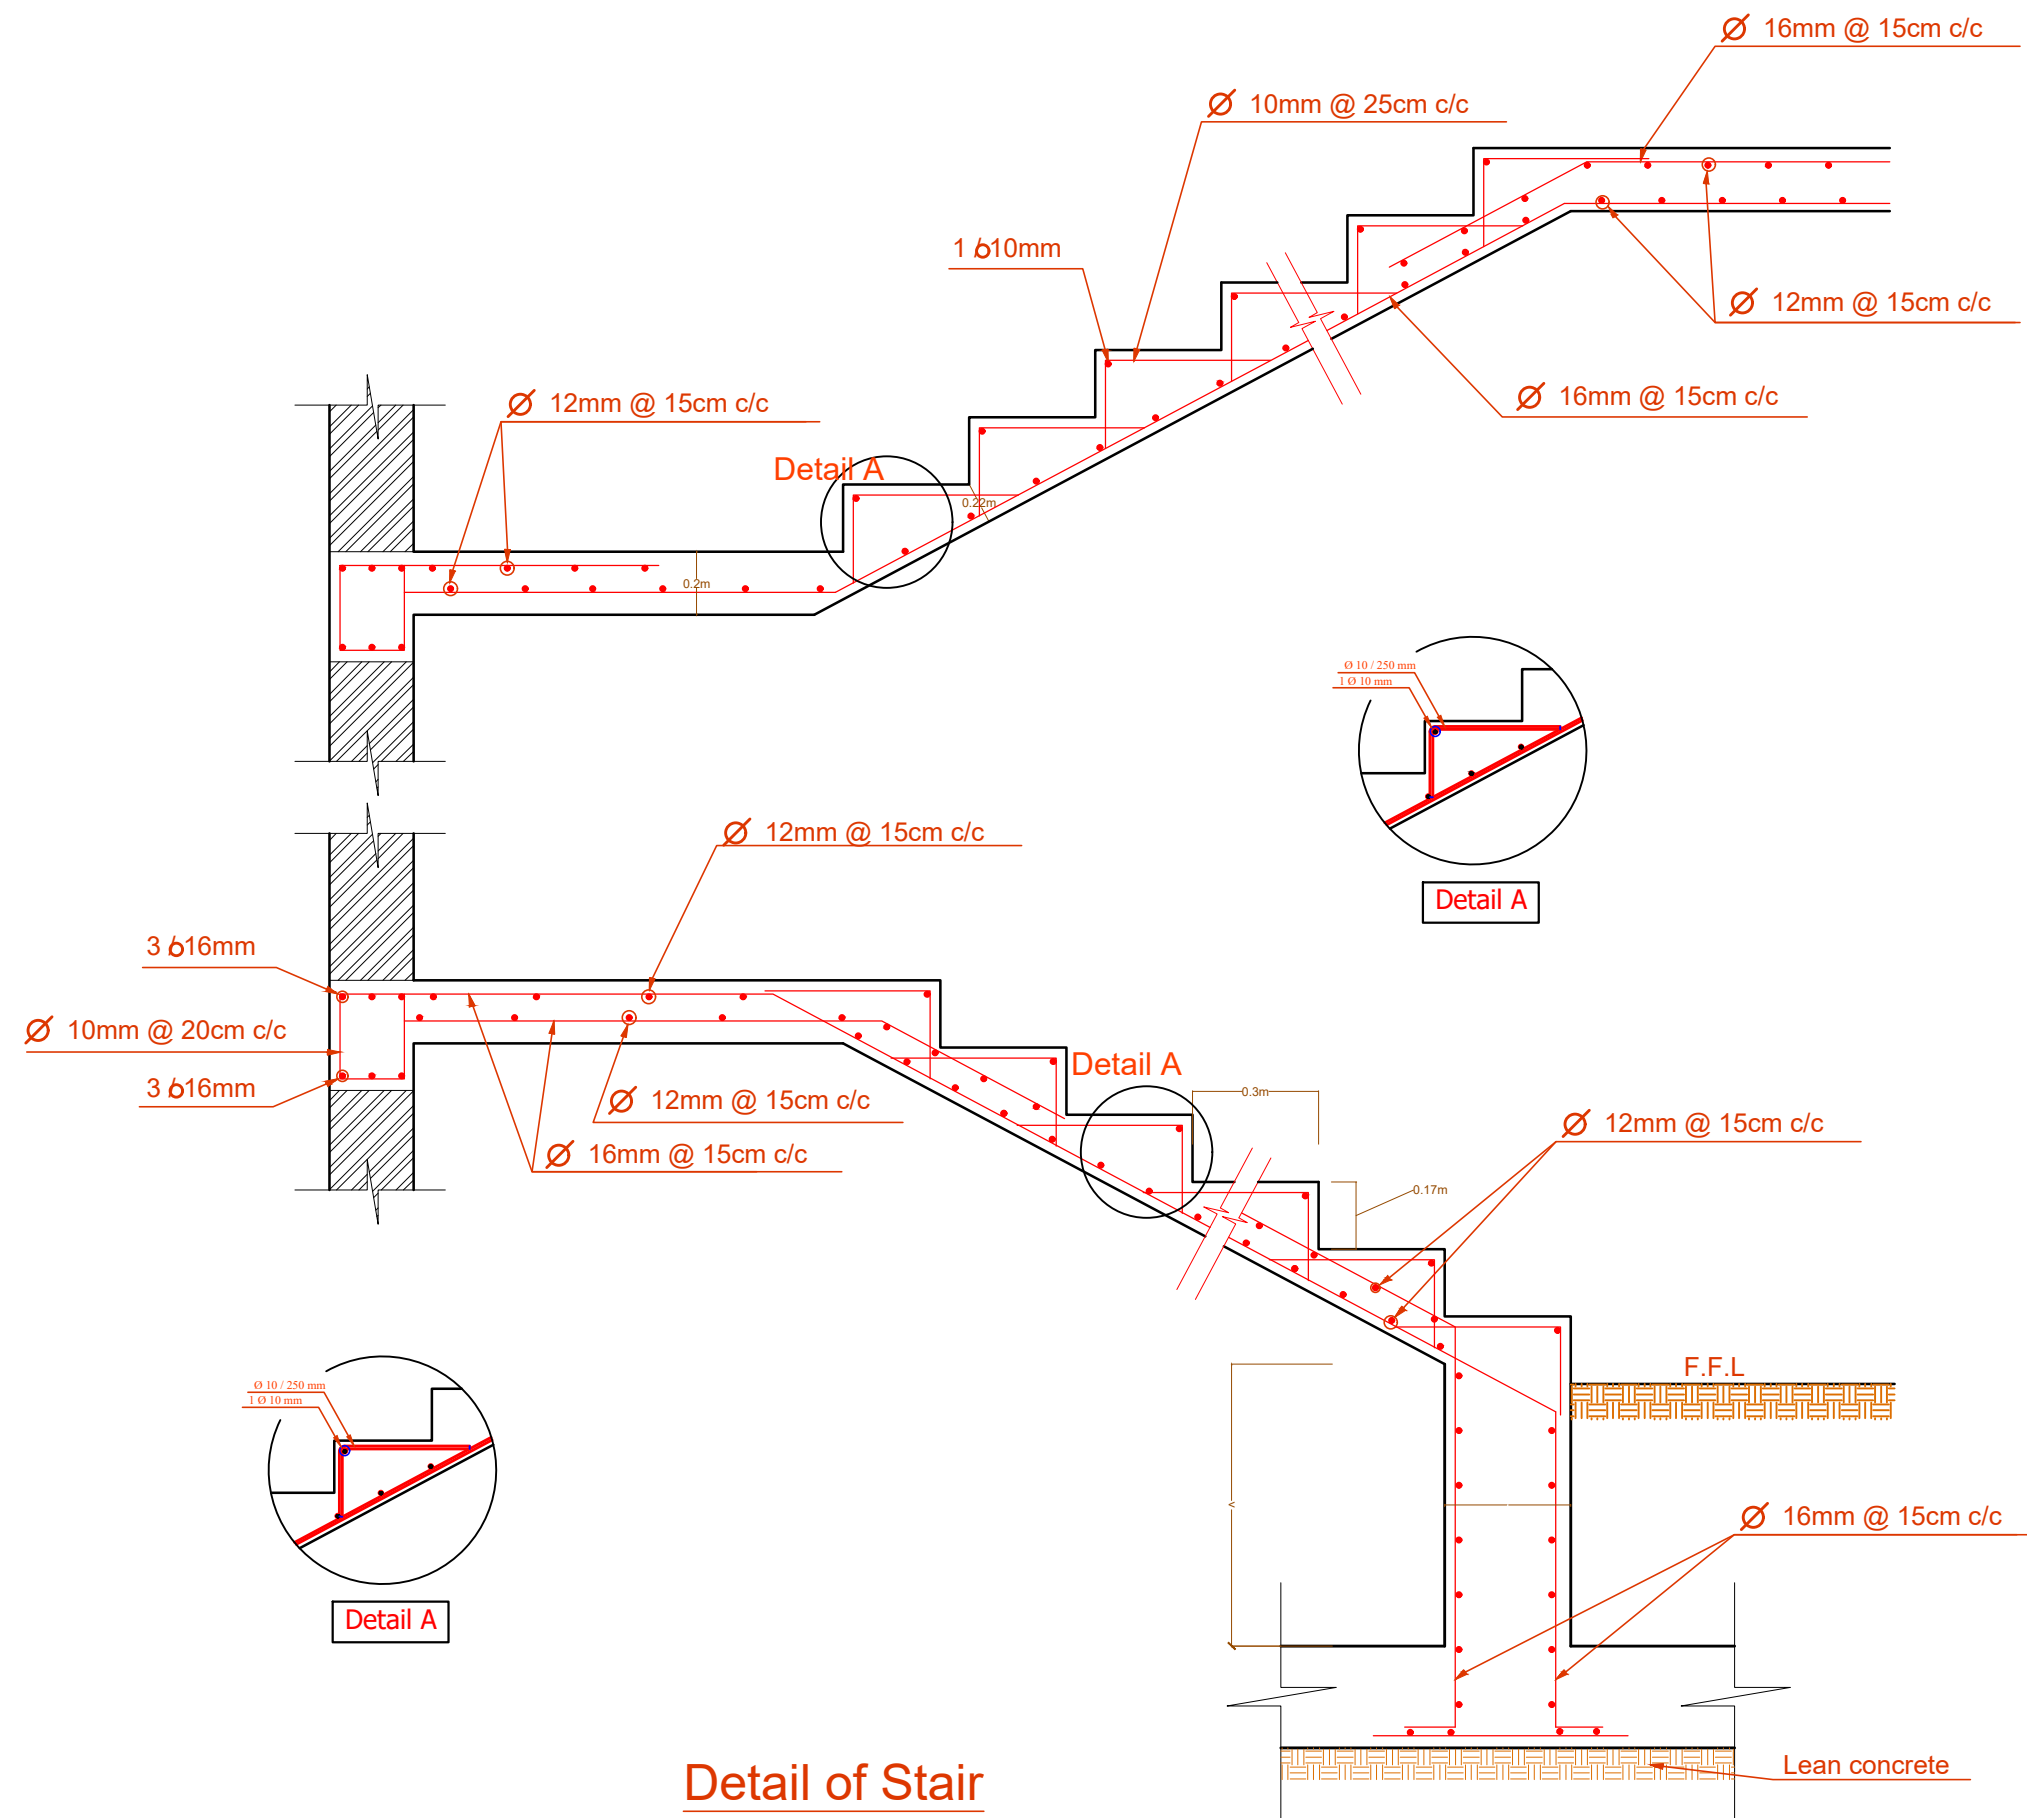 Ø 16mm @ 15cm c/c
Ø 10mm @ 25cm c/c
1 ϕ10mm
Ø 12mm @ 15cm c/c
Ø 12mm @ 15cm c/c
Ø 16mm @ 15cm c/c
Detail A
0.22m
0.2m
Ø 10 / 250 mm
1 Ø 10 mm
Detail A
Ø 12mm @ 15cm c/c
3 ϕ16mm
Ø 10mm @ 20cm c/c
3 ϕ16mm
Detail A
0.3m
Ø 12mm @ 15cm c/c
Ø 12mm @ 15cm c/c
Ø 16mm @ 15cm c/c
0.17m
F.F.L
Ø 10 / 250 mm
1 Ø 10 mm
Ø 16mm @ 15cm c/c
Detail A
Lean concrete
Detail of Stair